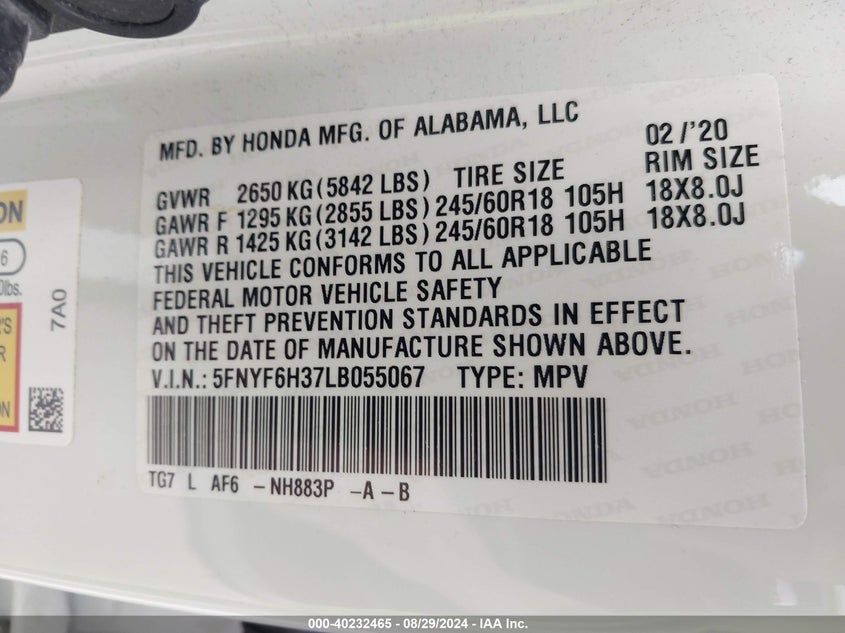 MFD. BY HONDA MFG. OF ALABAMA, LLC 02/'20
GVWR 2650 KG (5842 LBS) TIRE SIZE RIM SIZE
GAWR F 1295 KG (2855 LBS) 245/60R18 105H 18X8.0J
GAWR R 1425 KG (3142 LBS) 245/60R18 105H 18X8.0J
THIS VEHICLE CONFORMS TO ALL APPLICABLE
FEDERAL MOTOR VEHICLE SAFETY
AND THEFT PREVENTION STANDARDS IN EFFECT
ON THE DATE OF MANUFACTURE SHOWN ABOVE.
V.I.N.: 5FNYF6H37LB055067 TYPE: MPV
TG7 L AF6 -NH883P -A -B
7A0
000-40232465 - 08/29/2024 - IAA Inc.